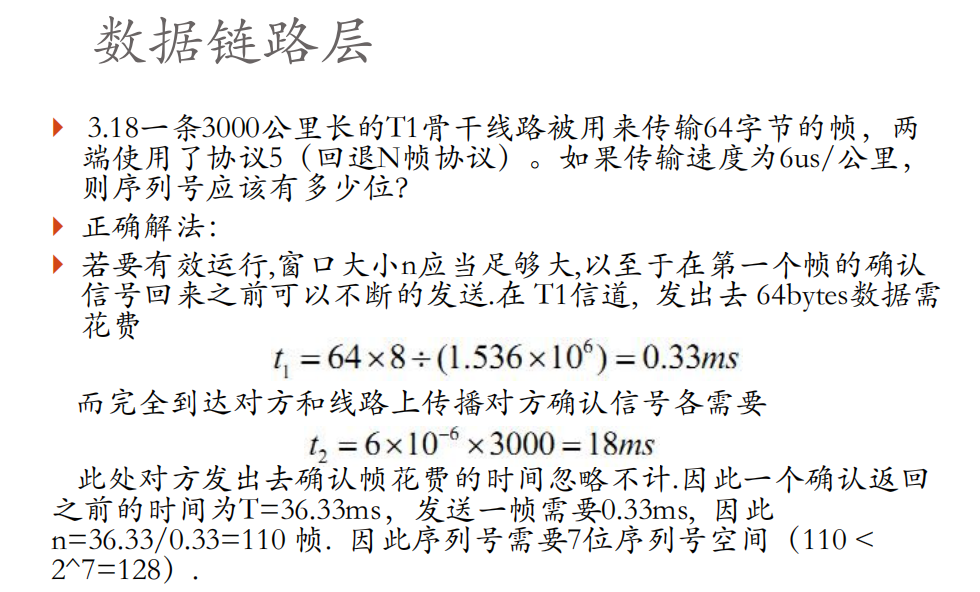 数据链路层
3.18一条3000公里长的T1骨干线路被用来传输64字节的帧，两
端使用了协议5（回退N帧协议）。如果传输速度为6us/公里，
则序列号应该有多少位?
正确解法：
若要有效运行,窗口大小n应当足够大,以至于在第一个帧的确认
信号回来之前可以不断的发送.在 T1信道，发出去 64bytes数据需
花费
t₁ = 64×8÷(1.536×10⁶) = 0.33ms
而完全到达对方和线路上传播对方确认信号各需要
t₂ = 6×10⁻⁶×3000 = 18ms
此处对方发出去确认帧花费的时间忽略不计.因此一个确认返回
之前的时间为T=36.33ms，发送一帧需要0.33ms, 因此
n=36.33/0.33=110 帧. 因此序列号需要7位序列号空间（110 <
2^7=128）.